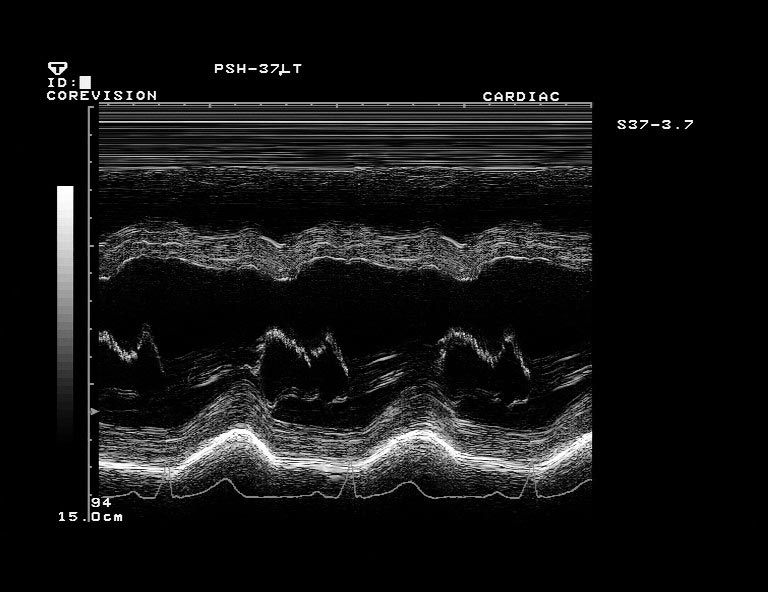 PSH-37LT
ID:
COREVISION
CARDIAC
S37-3.7
94
15.0cm